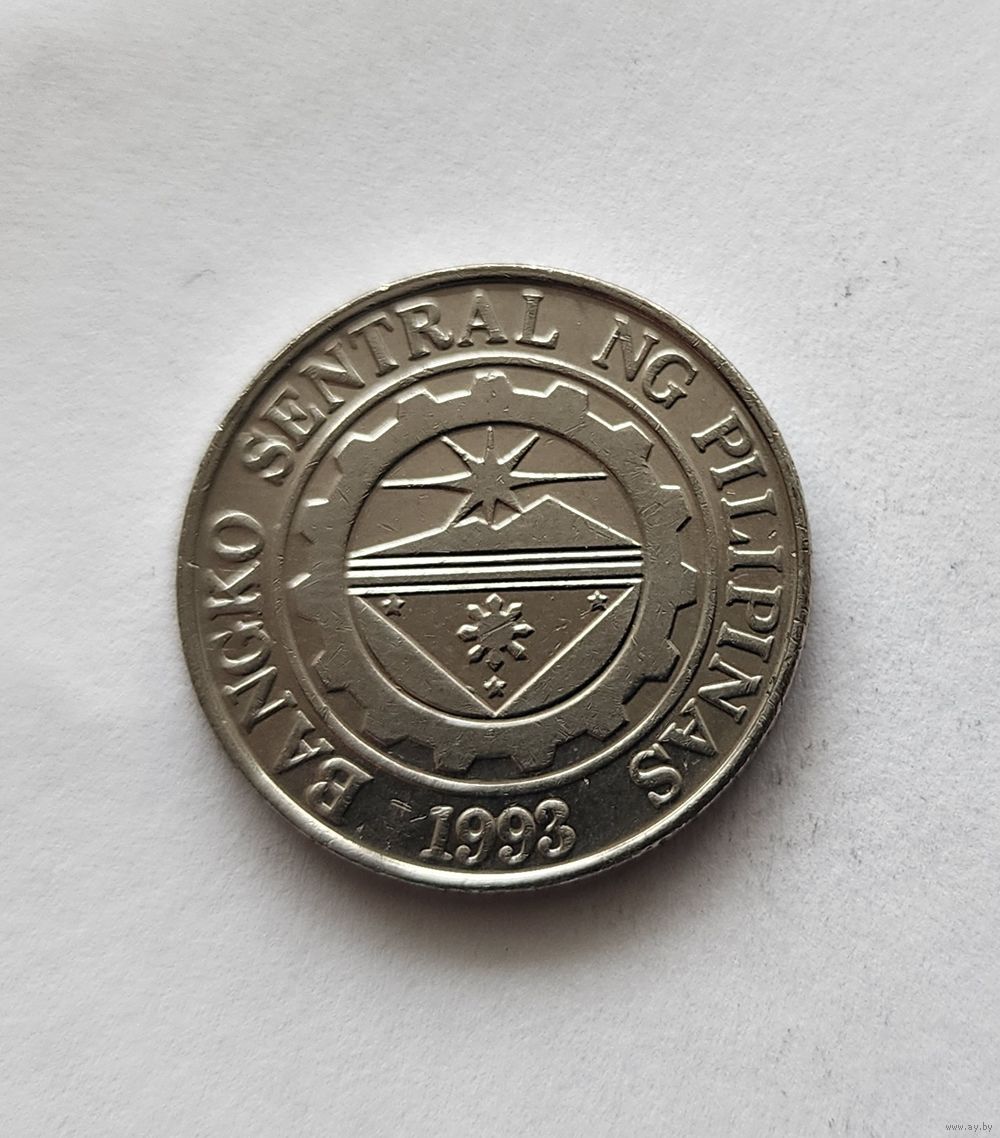 BANGKO SENTRAL NG PILIPINAS
1993
www.ay.by